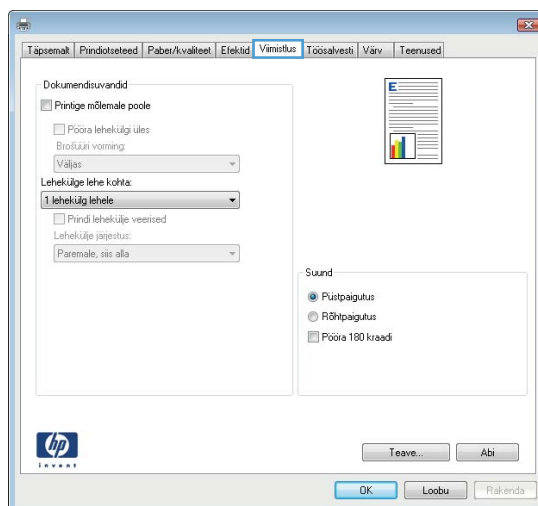 Täpsemalt Prindiotseteed Paber/kvaliteet Efektid Viimistlus Töösalvesti Värv Teenused
Dokumendisuvandid
Printige mõlemale poole
Pööra lehekülgi üles
Brošüüri vorming:
Väljas
Lehekülge lehe kohta:
1 lehekülg lehele
Prindi lehekülje veerised
Lehekülje järjestus:
Paremale, siis alla
E
Suund
Püstpaigutus
Rõhtpaigutus
Pööra 180 kraadi
hp
invent
Teave... Abi
OK Loobu Rakenda